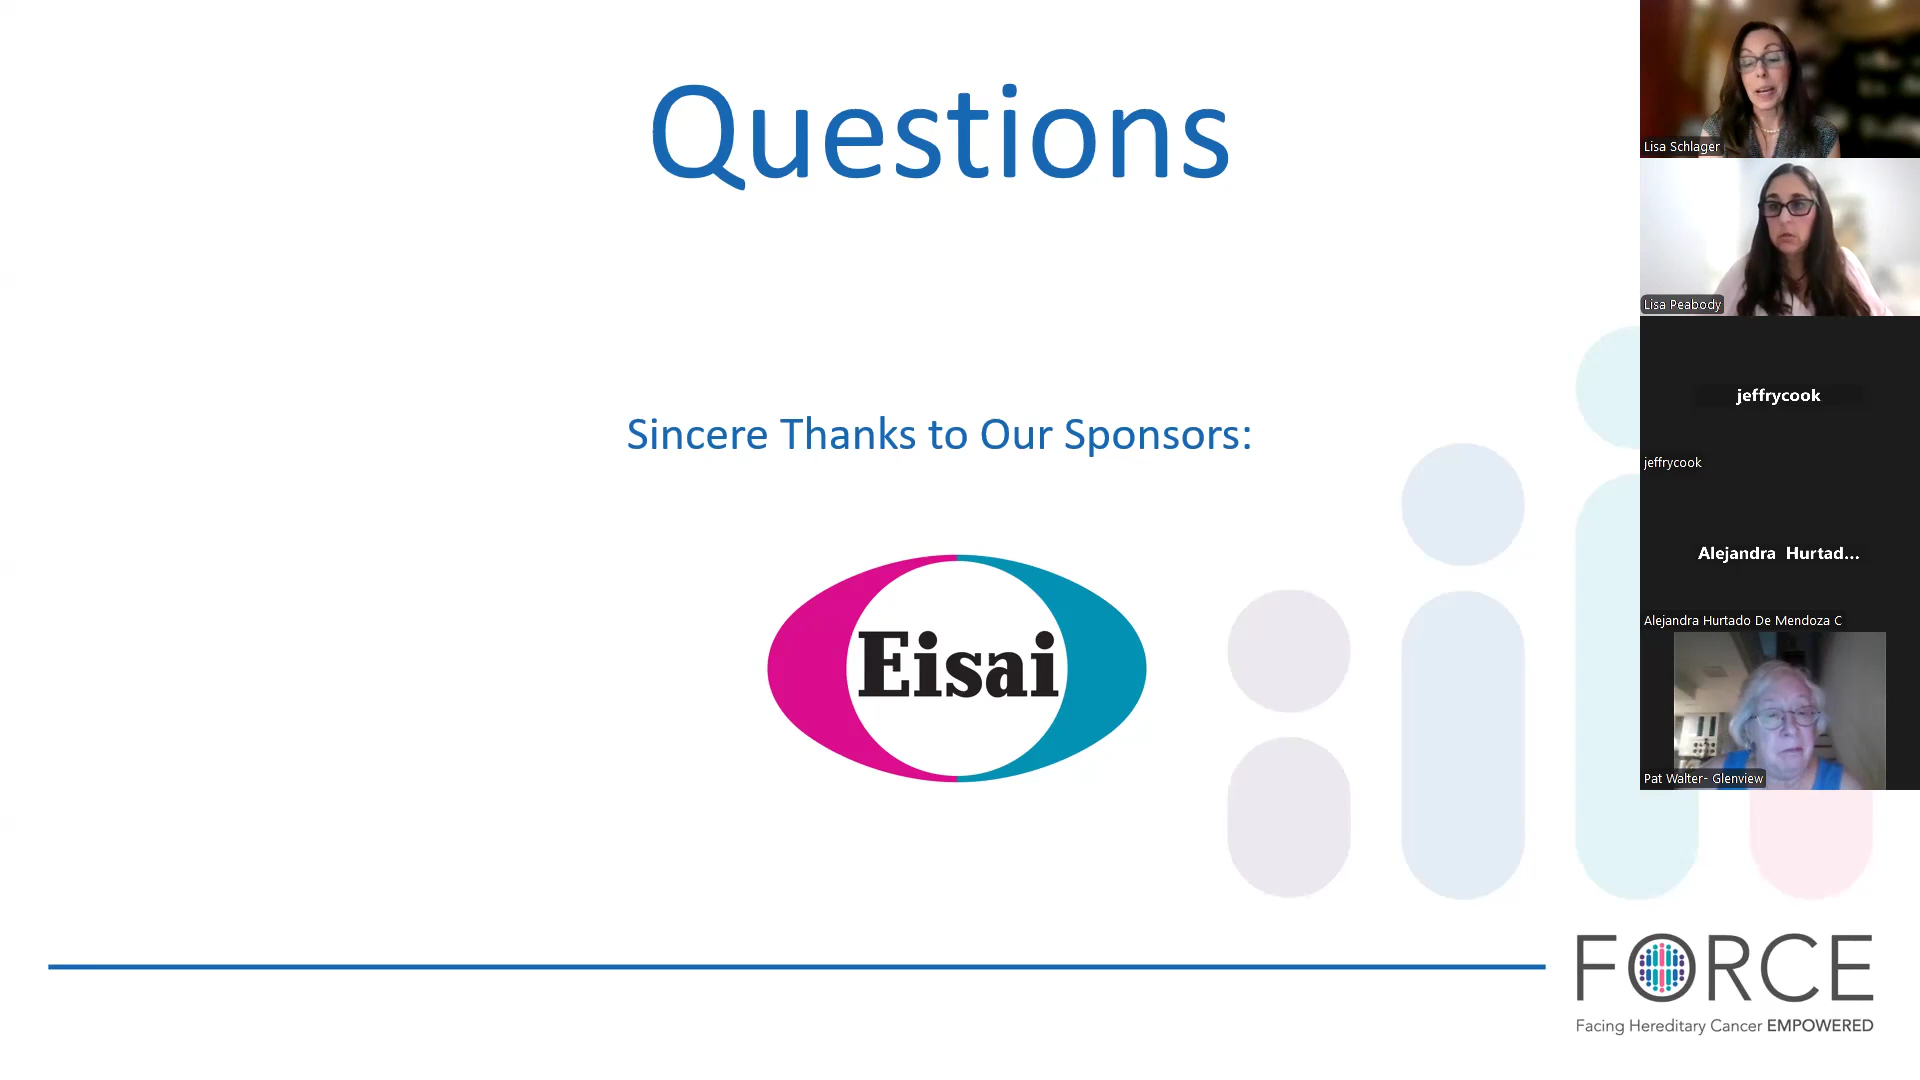 Questions
Sincere Thanks to Our Sponsors:
Eisai
FORCE
Facing Hereditary Cancer EMPOWERED
Lisa Schlager
Lisa Peabody
jeffrycook
jeffrycook
Alejandra Hurtad...
Alejandra Hurtado De Mendoza C
Pat Walter- Glenview